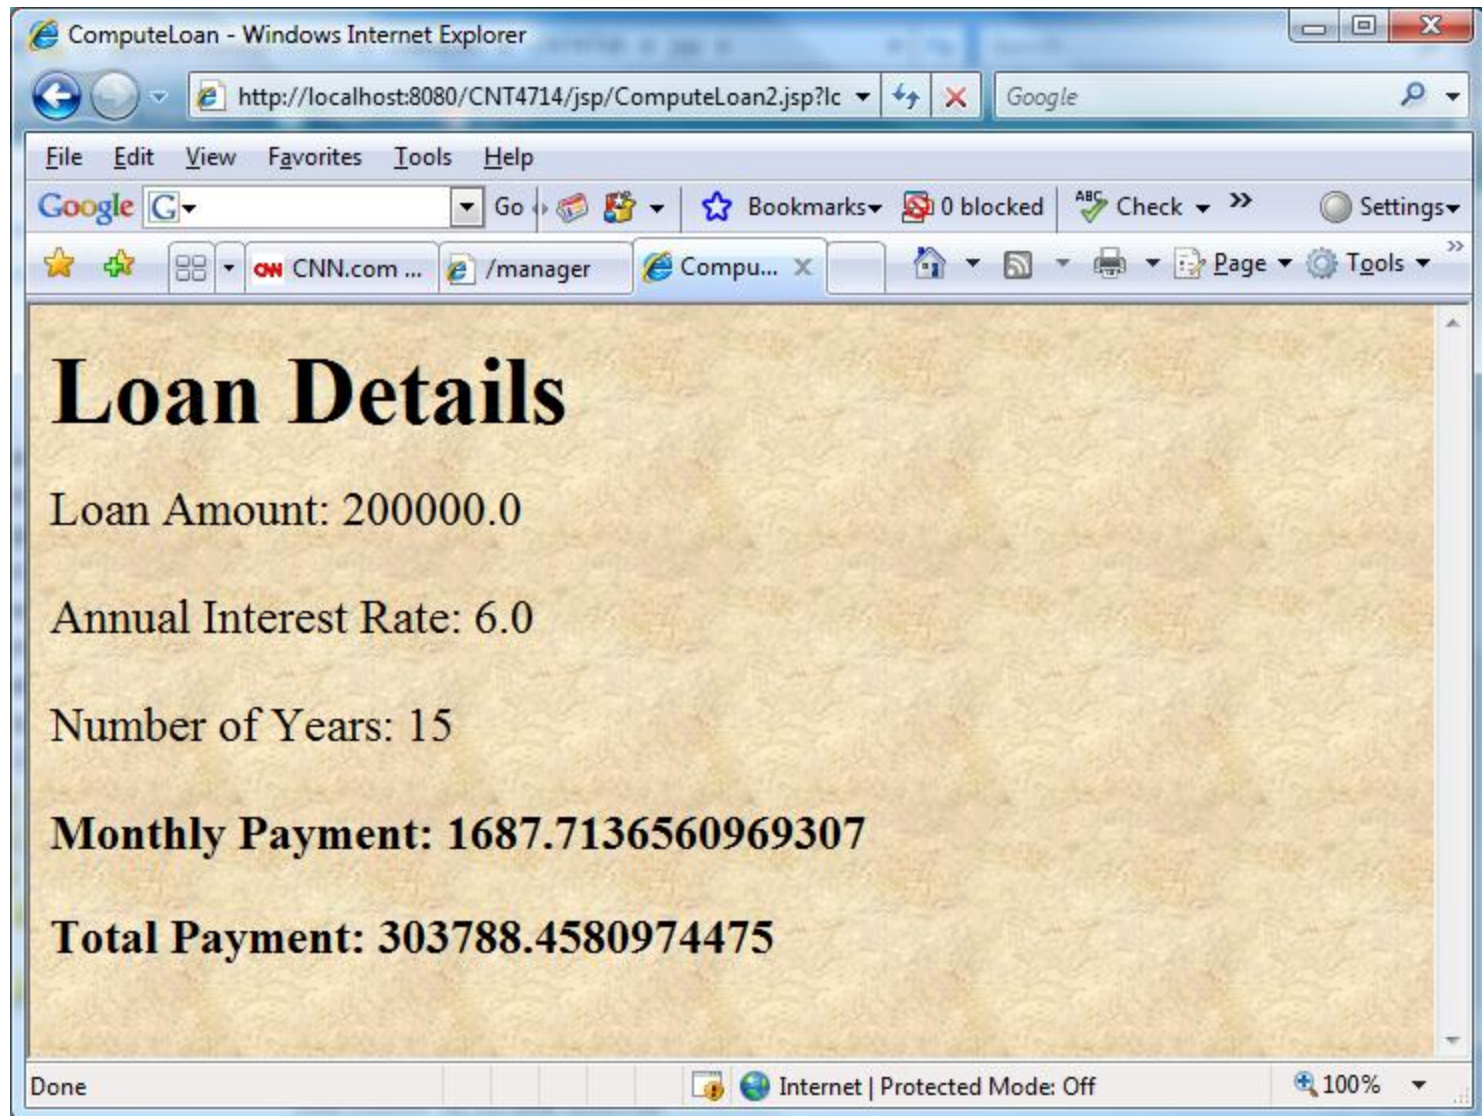 ComputeLoan - Windows Internet Explorer
http://localhost:8080/CNT4714/jsp/ComputeLoan2.jsp?lc
Google
File Edit View Favorites Tools Help
Google G Go Bookmarks 0 blocked ABC Check » Settings
CNN CNN.com ... /manager Compu... Page Tools »
Loan Details
Loan Amount: 200000.0
Annual Interest Rate: 6.0
Number of Years: 15
Monthly Payment: 1687.7136560969307
Total Payment: 303788.4580974475
Done Internet | Protected Mode: Off 100%